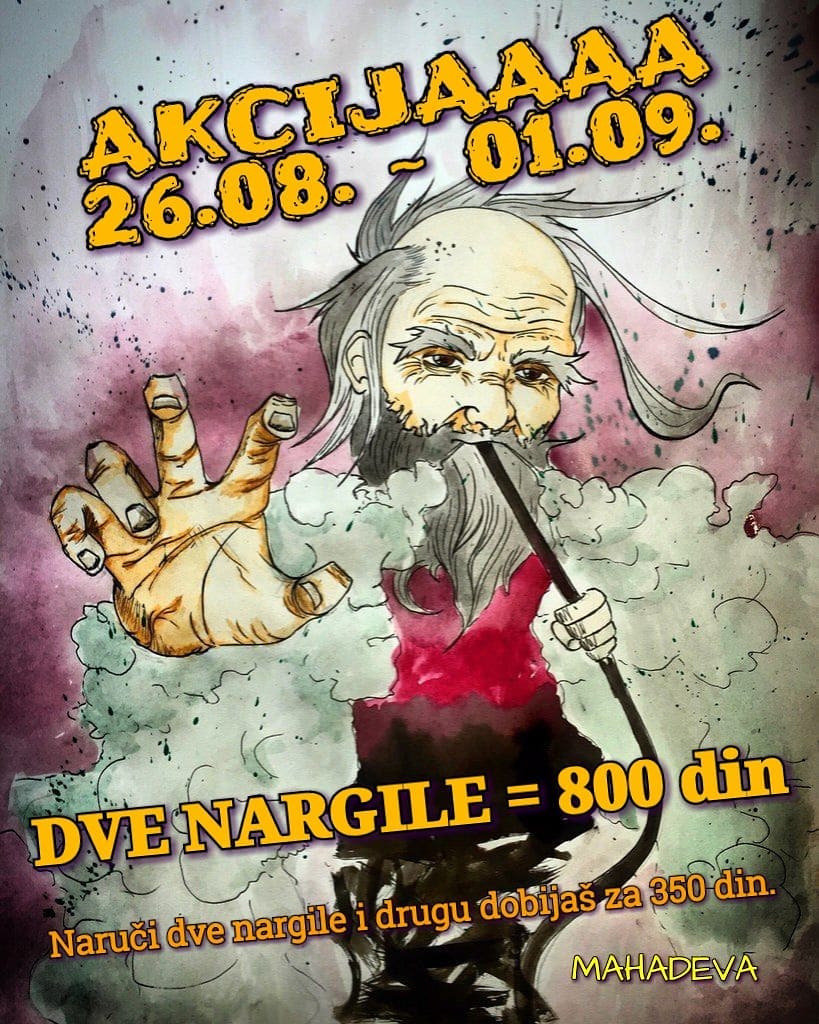 AKCIJAAAA
26.08. ~ 01.09.
DVE NARGILE = 800 din
Naruči dve nargile i drugu dobijaš za 350 din.
MAHADEVA